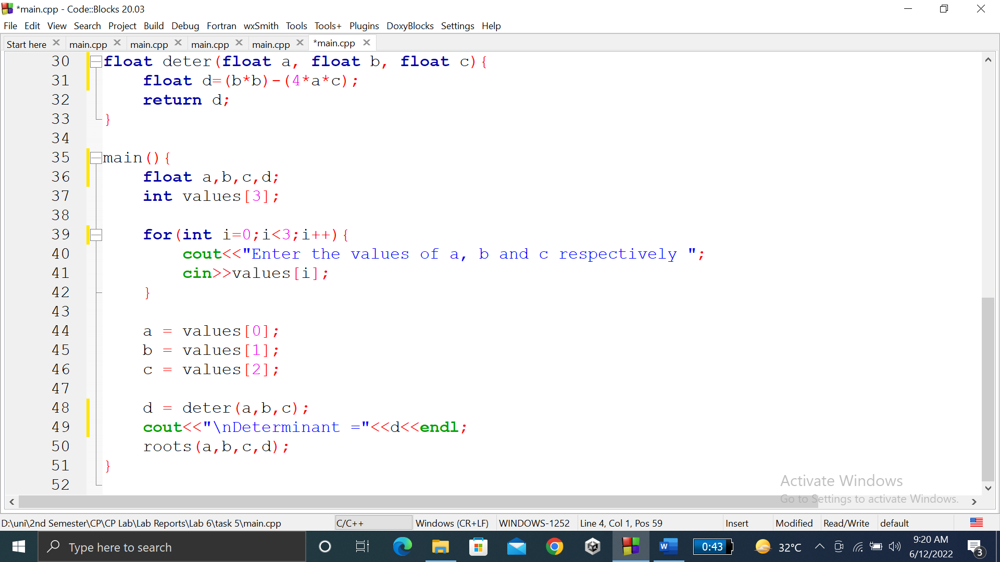 *main.cpp - Code::Blocks 20.03
File Edit View Search Project Build Debug Fortran wxSmith Tools Tools+ Plugins DoxyBlocks Settings Help
Start here main.cpp main.cpp main.cpp main.cpp *main.cpp
30 float deter(float a, float b, float c){
31 float d=(b*b)-(4*a*c);
32 return d;
33 }
34
35 main(){
36 float a,b,c,d;
37 int values[3];
38
39 for(int i=0;i<3;i++){
40 cout<<"Enter the values of a, b and c respectively ";
41 cin>>values[i];
42 }
43
44 a = values[0];
45 b = values[1];
46 c = values[2];
47
48 d = deter(a,b,c);
49 cout<<"\nDeterminant ="<<d<<endl;
50 roots(a,b,c,d);
51 }
52
Activate Windows
Go to Settings to activate Windows.
D:\uni\2nd Semester\CP\CP Lab\Lab Reports\Lab 6\task 5\main.cpp C/C++ Windows (CR+LF) WINDOWS-1252 Line 4, Col 1, Pos 59 Insert Modified Read/Write default
Type here to search W 0:43 32°C 9:20 AM
6/12/2022 3